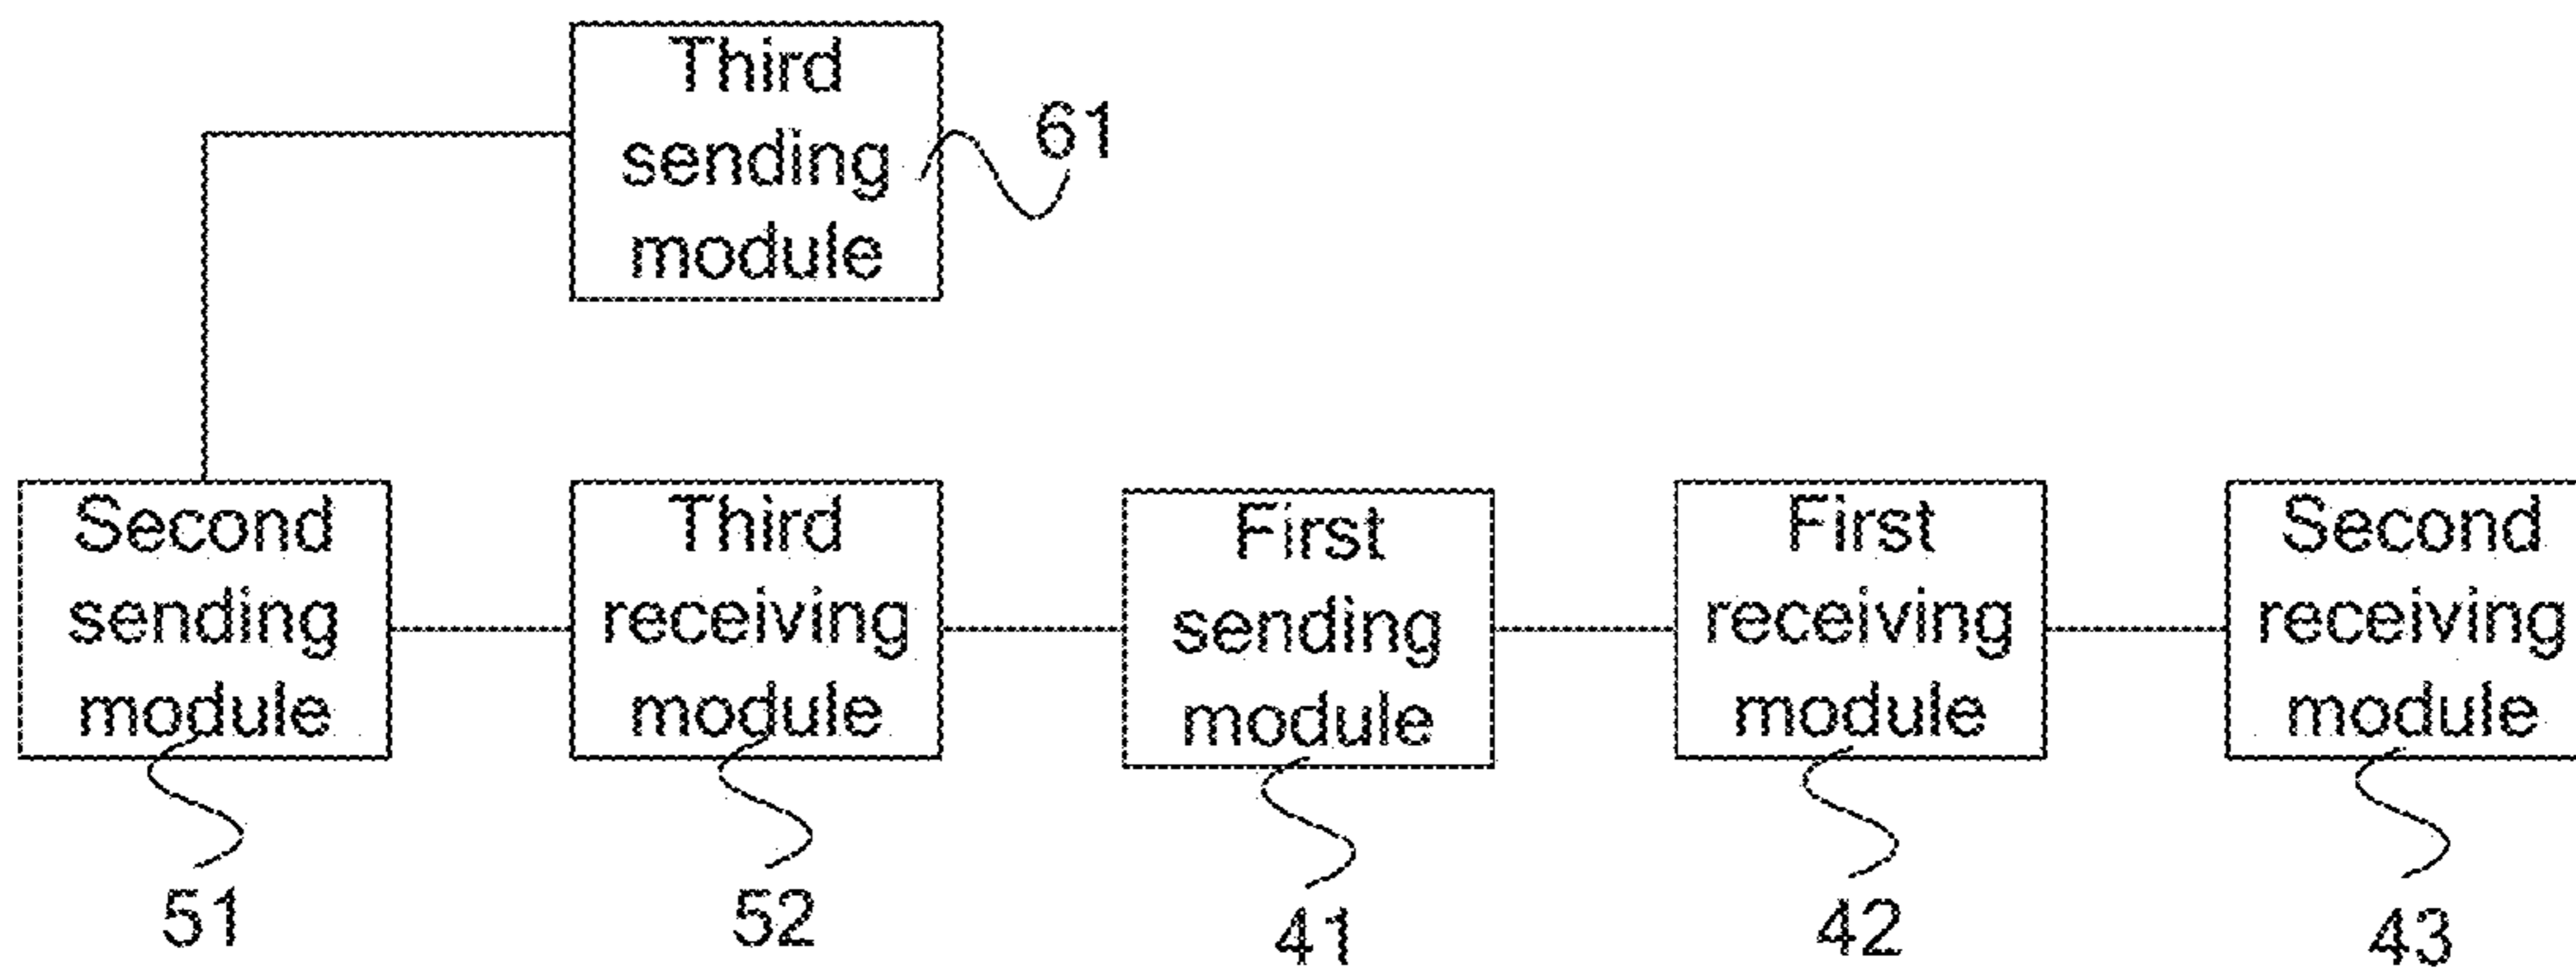 Third
sending
module
61
Second
sending
module
Third
receiving
module
First
sending
module
First
receiving
module
Second
receiving
module
51
52
41
42
43